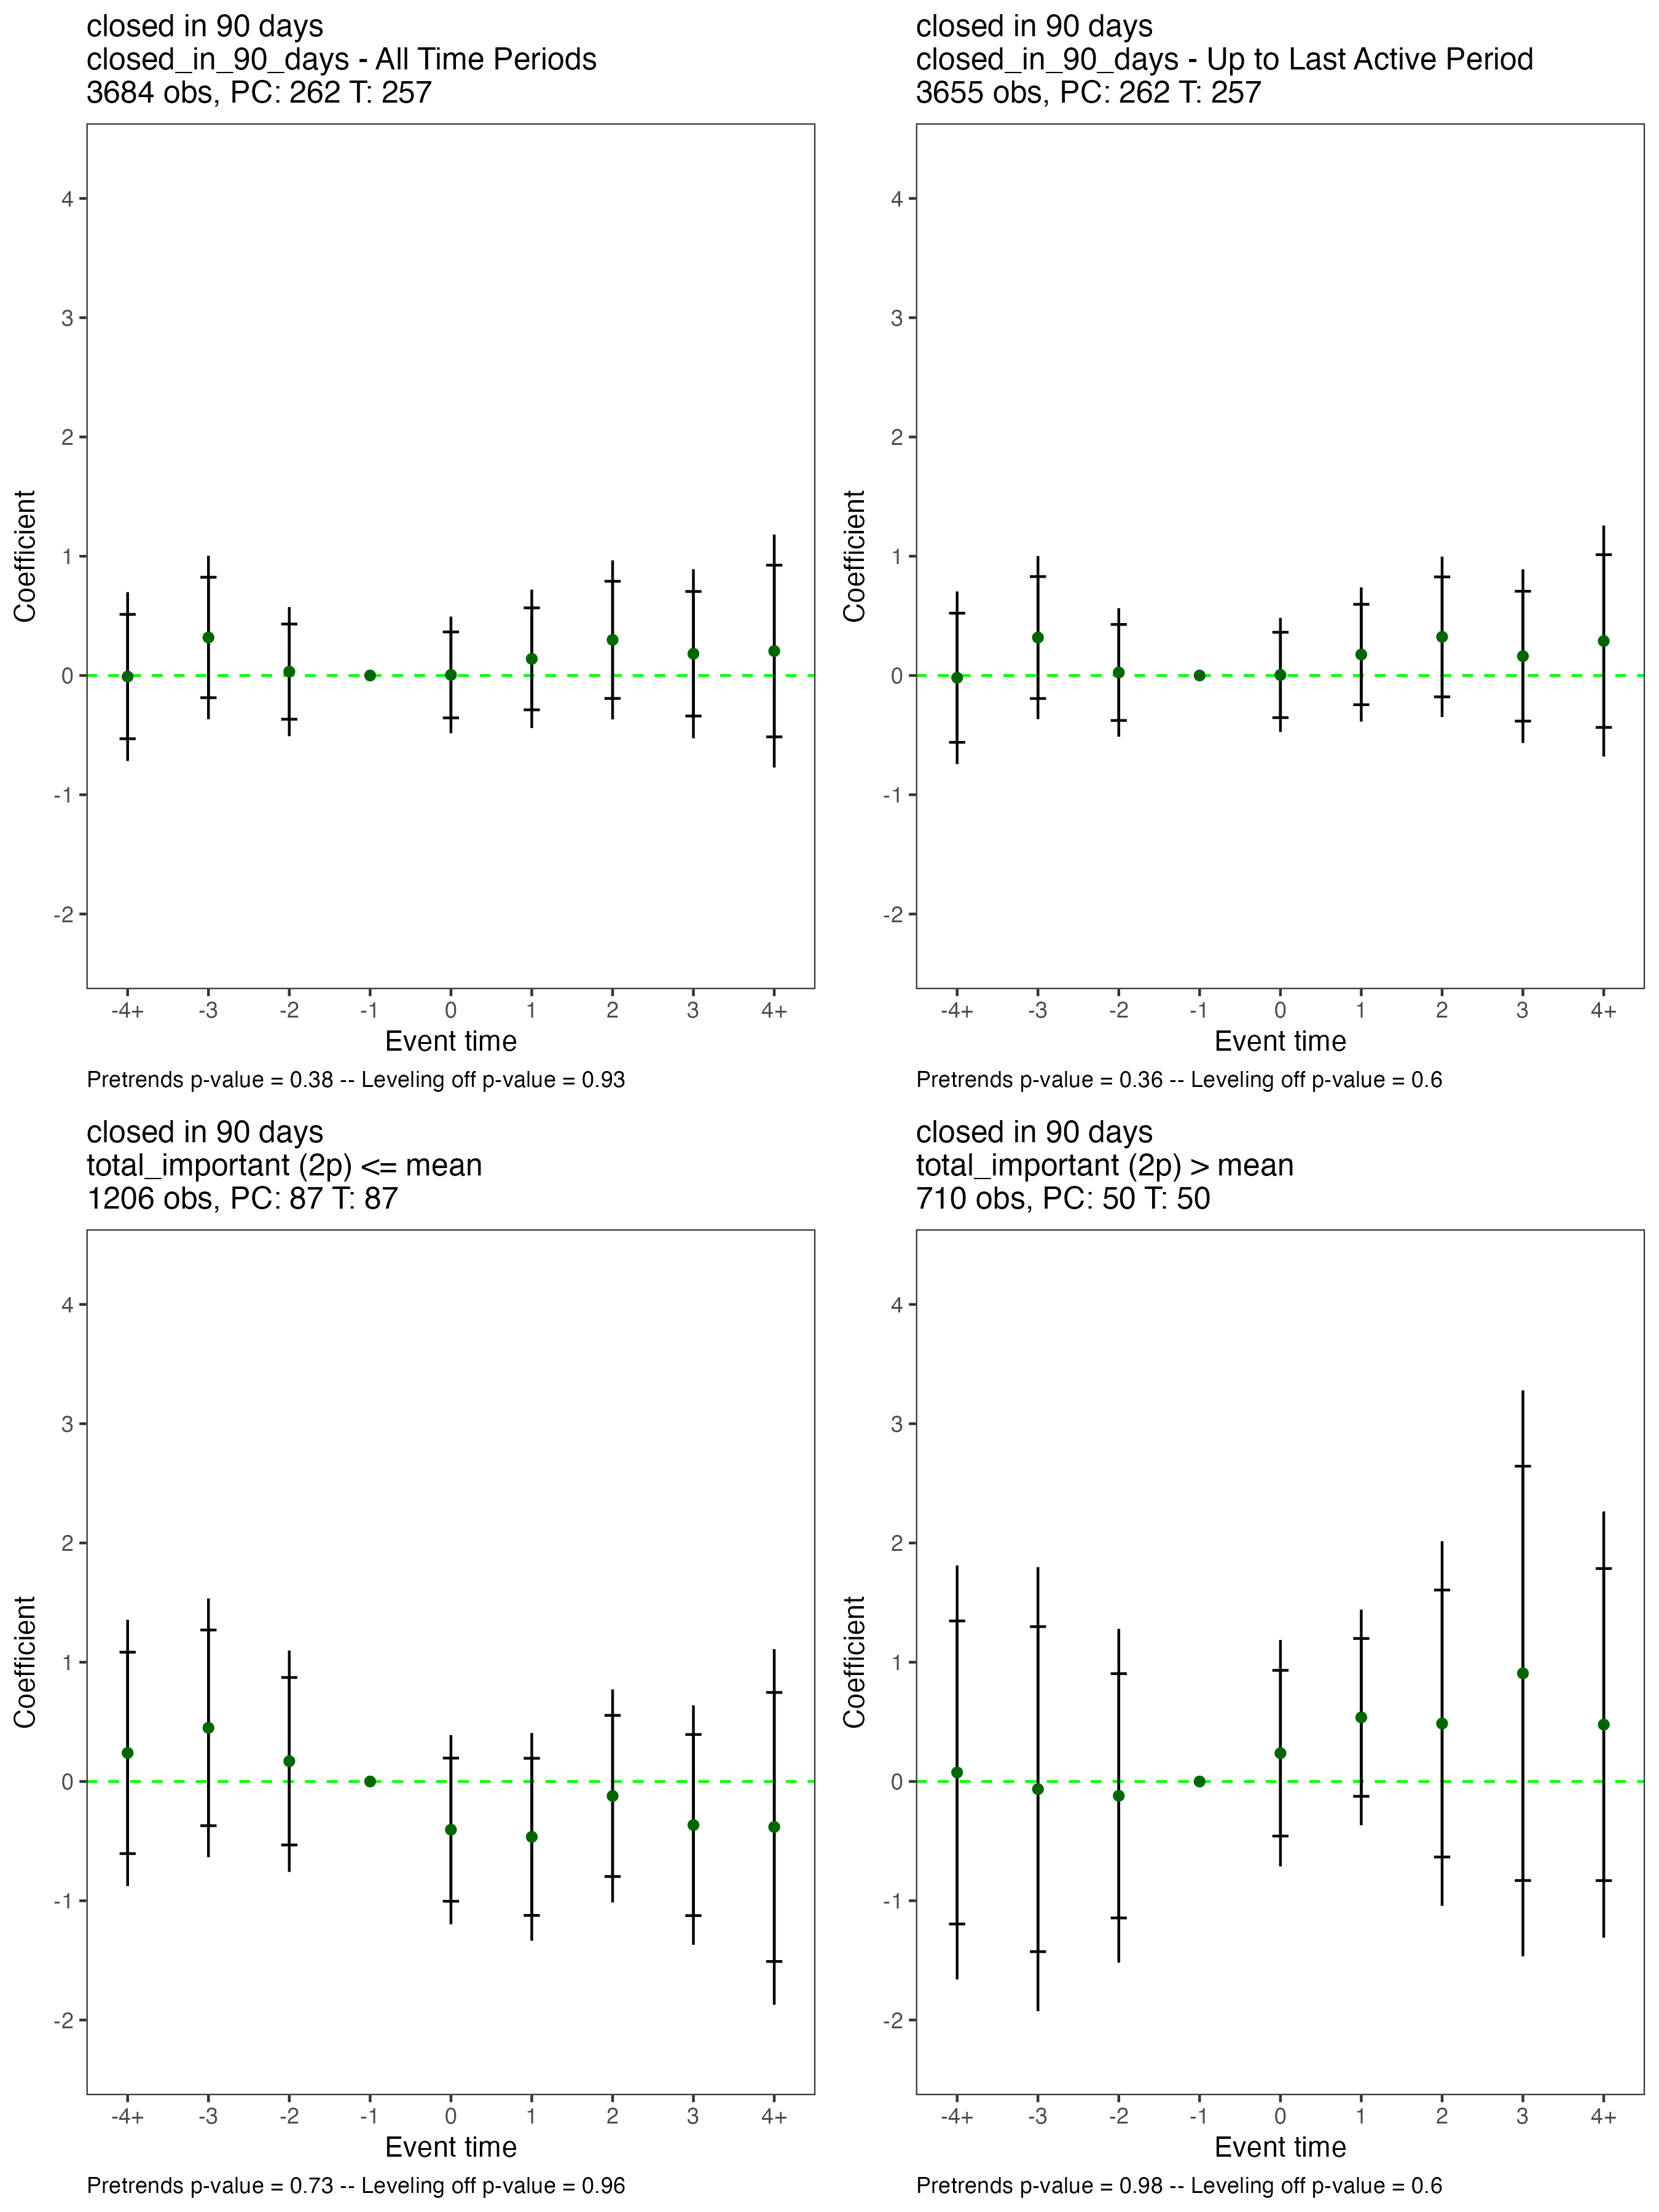 closed in 90 days
closed_in_90_days - All Time Periods
3684 obs, PC: 262 T: 257
4
3
2
1
0
-1
-2
Coefficient
-4+ -3 -2 -1 0 1 2 3 4+
Event time
Pretrends p-value = 0.38 -- Leveling off p-value = 0.93
closed in 90 days
closed_in_90_days - Up to Last Active Period
3655 obs, PC: 262 T: 257
4
3
2
1
0
-1
-2
Coefficient
-4+ -3 -2 -1 0 1 2 3 4+
Event time
Pretrends p-value = 0.36 -- Leveling off p-value = 0.6
closed in 90 days
total_important (2p) <= mean
1206 obs, PC: 87 T: 87
4
3
2
1
0
-1
-2
Coefficient
-4+ -3 -2 -1 0 1 2 3 4+
Event time
Pretrends p-value = 0.73 -- Leveling off p-value = 0.96
closed in 90 days
total_important (2p) > mean
710 obs, PC: 50 T: 50
4
3
2
1
0
-1
-2
Coefficient
-4+ -3 -2 -1 0 1 2 3 4+
Event time
Pretrends p-value = 0.98 -- Leveling off p-value = 0.6